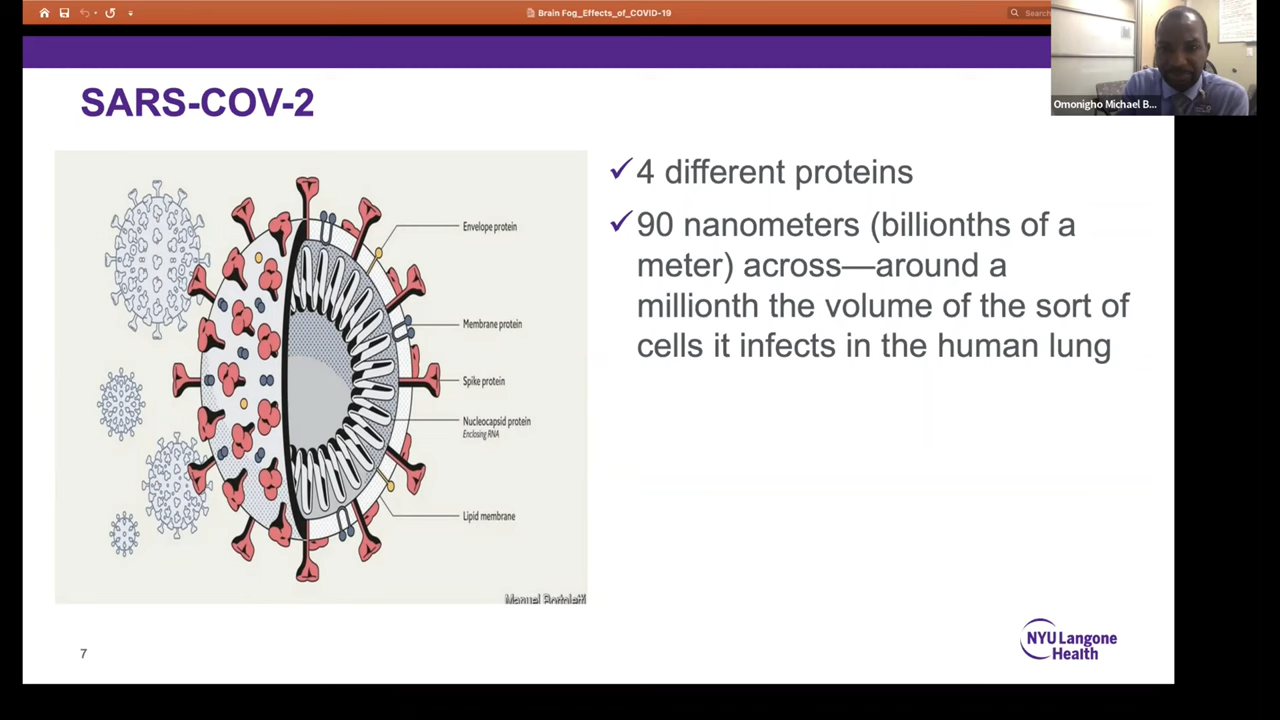 Brain Fog_Effects_of_COVID-19
Search
Omonigho Michael B...
SARS-COV-2
Envelope protein
Membrane protein
Spike protein
Nucleocapsid protein
Enclosing RNA
Lipid membrane
Manuel Bortoletti
✓4 different proteins
✓90 nanometers (billionths of a
meter) across—around a
millionth the volume of the sort of
cells it infects in the human lung
7
NYU Langone
Health